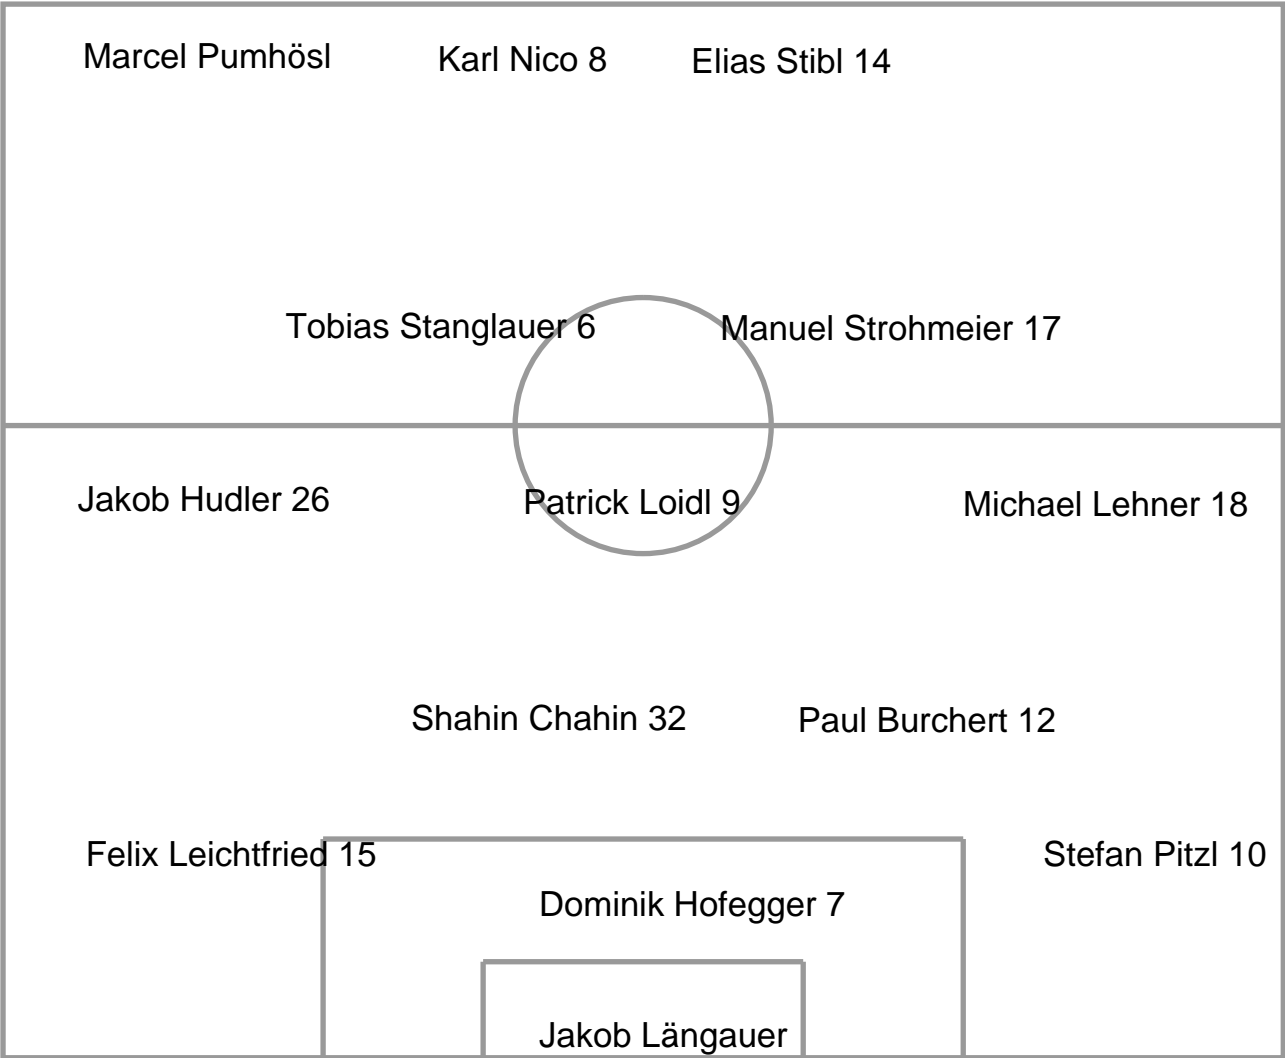 Marcel Pumhösl
Karl Nico 8
Elias Stibl 14
Tobias Stanglauer 6
Manuel Strohmeier 17
Jakob Hudler 26
Patrick Loidl 9
Michael Lehner 18
Shahin Chahin 32
Paul Burchert 12
Felix Leichtfried 15
Stefan Pitzl 10
Dominik Hofegger 7
Jakob Längauer